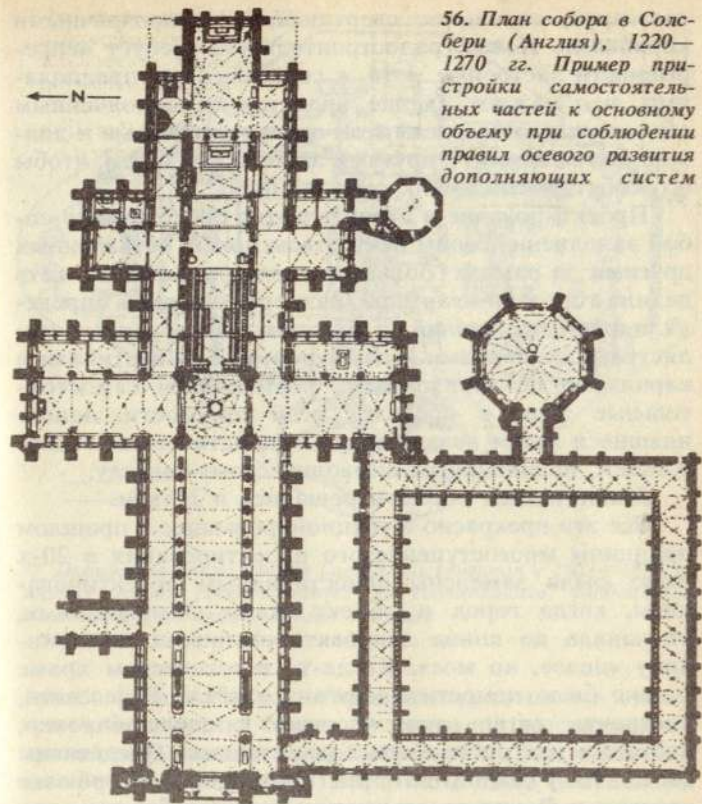 56. План собора в Солс-
бери (Англия), 1220—
1270 гг. Пример при-
стройки самостоятель-
ных частей к основному
объему при соблюдении
правил осевого развития
дополняющих систем
N